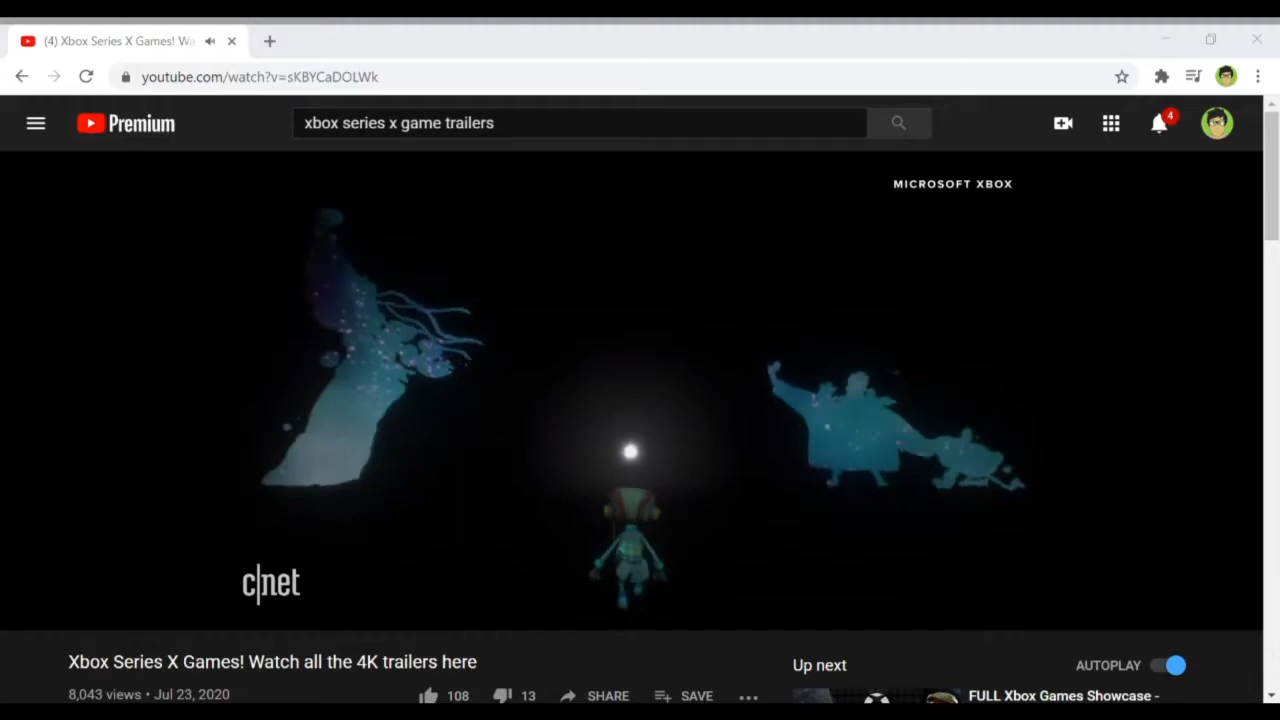 (4) Xbox Series X Games! Wa
youtube.com/watch?v=sKBYCaDOLWk
Premium
xbox series x game trailers
4
MICROSOFT XBOX
c|net
Xbox Series X Games! Watch all the 4K trailers here
8,043 views • Jul 23, 2020
108
13
SHARE
SAVE
Up next
AUTOPLAY
FULL Xbox Games Showcase -